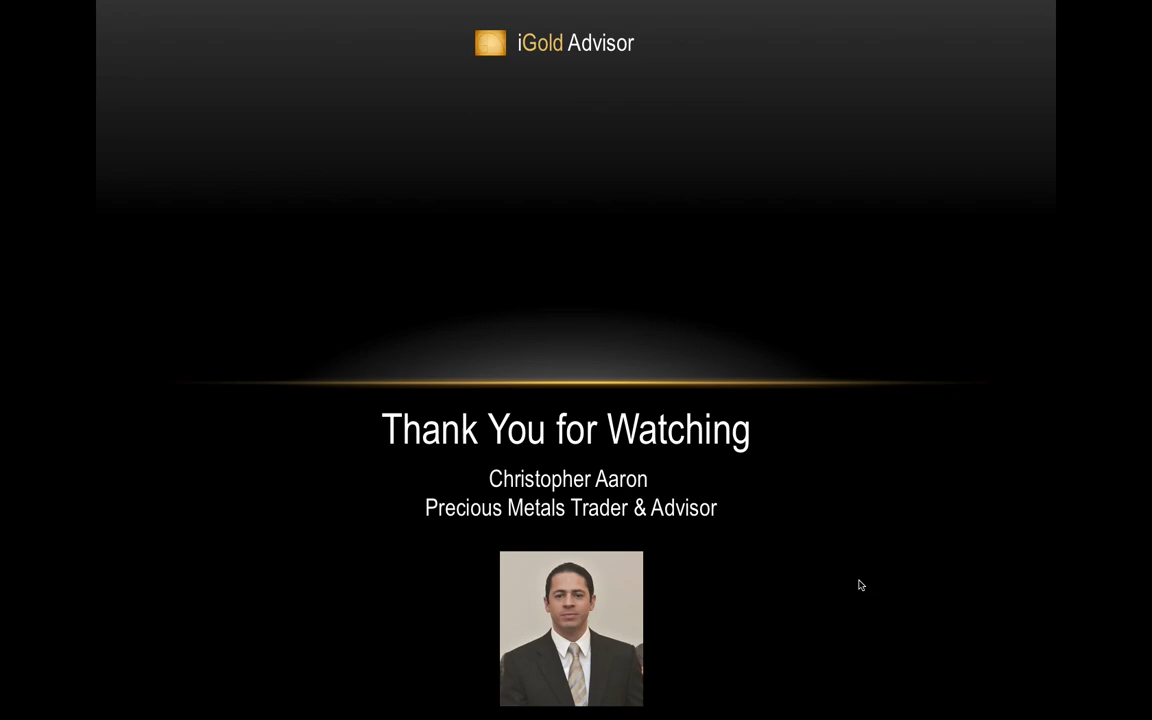 iGold Advisor
Thank You for Watching
Christopher Aaron
Precious Metals Trader & Advisor